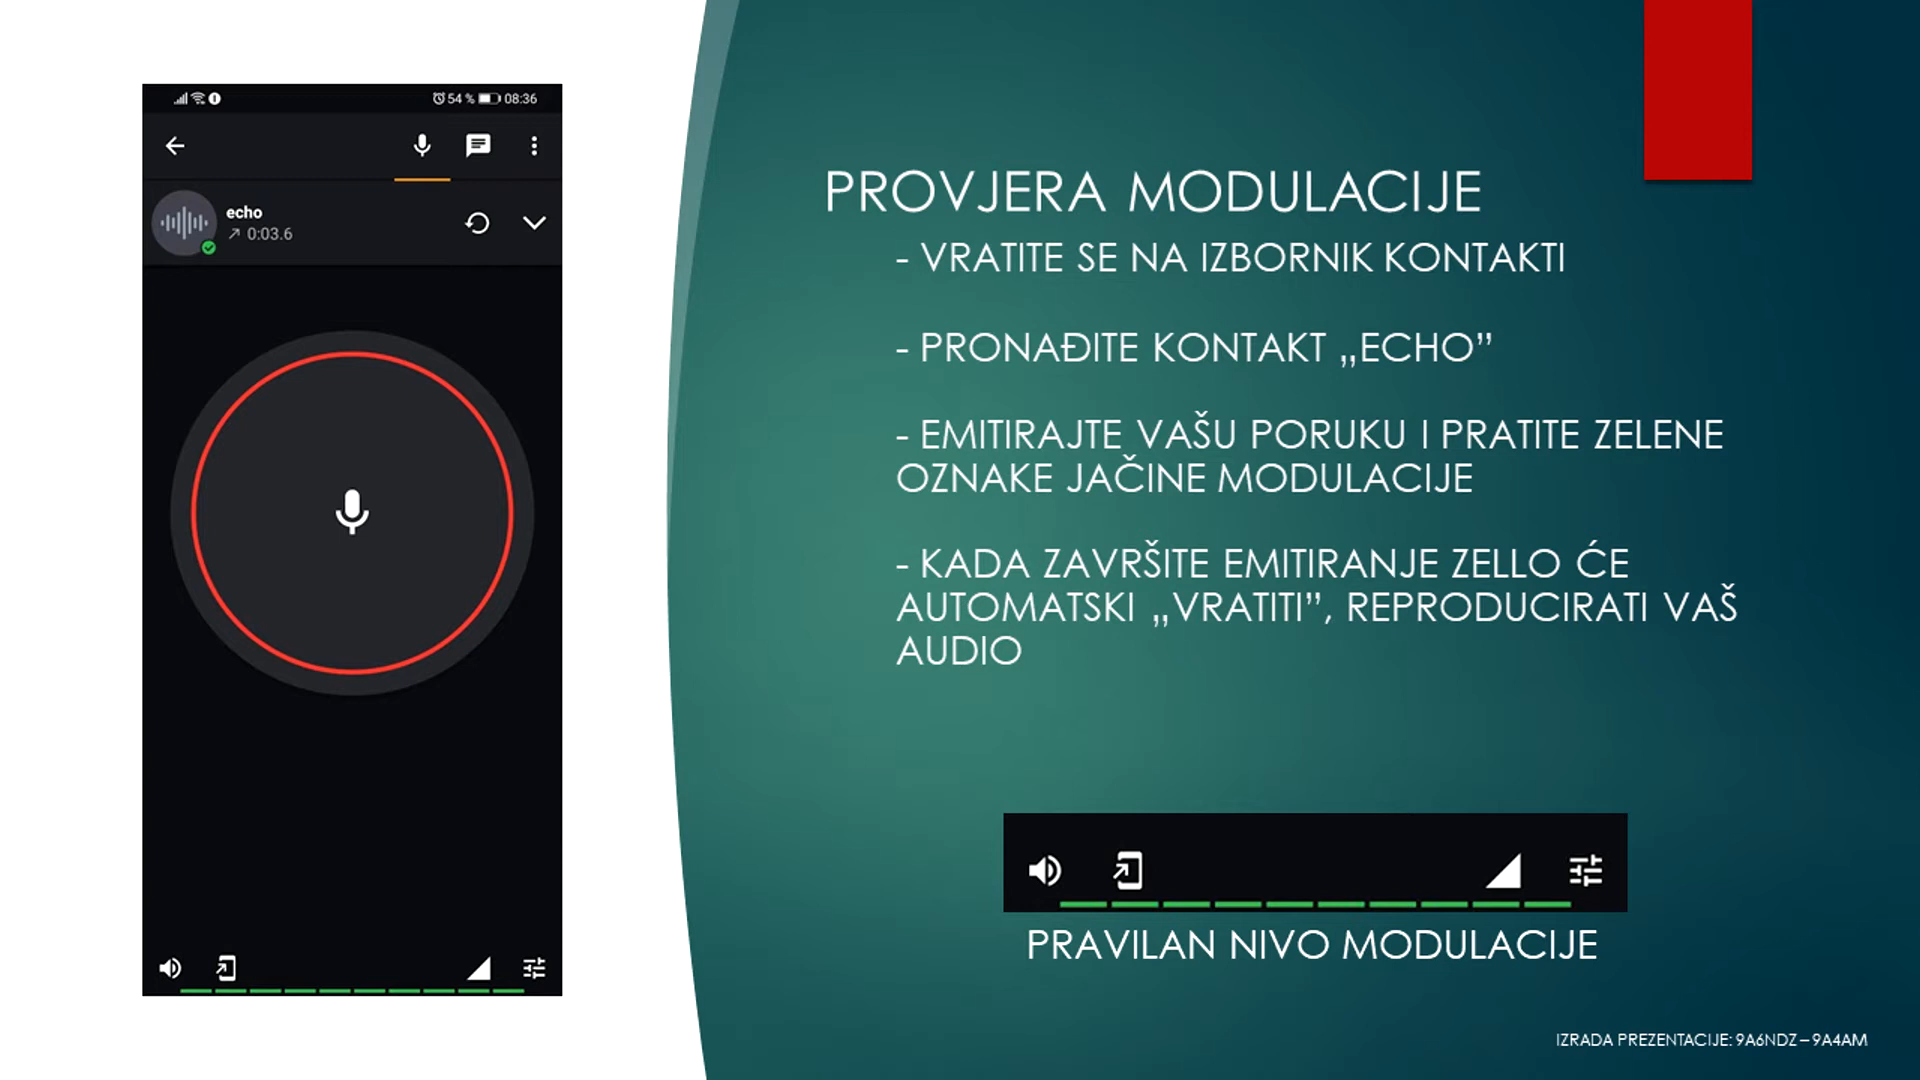 54 % 08:36
echo
0:03.6
PROVJERA MODULACIJE
- VRATITE SE NA IZBORNIK KONTAKTI
- PRONAĐITE KONTAKT „ECHO”
- EMITIRAJTE VAŠU PORUKU I PRATITE ZELENE
OZNAKE JAČINE MODULACIJE
- KADA ZAVRŠITE EMITIRANJE ZELLO ĆE
AUTOMATSKI „VRATITI”, REPRODUCIRATI VAŠ
AUDIO
PRAVILAN NIVO MODULACIJE
IZRADA PREZENTACIJE: 9A6NDZ – 9A4AM